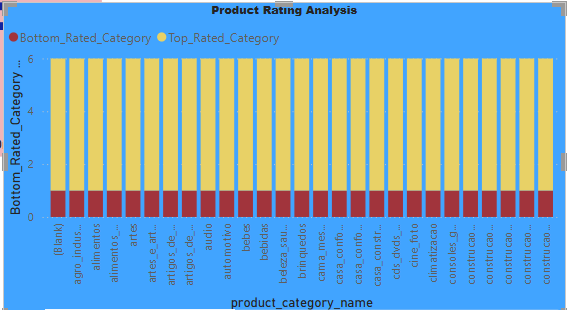 Product Rating Analysis
Bottom_Rated_Category Top_Rated_Category
Bottom_Rated_Category ...
6
4
2
0
(Blank)
agro_indus...
alimentos
alimentos_...
artes
artes_e_art...
artigos_de_...
artigos_de_...
audio
automotivo
bebes
bebidas
beleza_sau...
brinquedos
cama_mes...
casa_confo...
casa_confo...
casa_constr...
cds_dvds_...
cine_foto
climatizacao
consoles_g...
construcao...
construcao...
construcao...
construcao...
construcao...
product_category_name